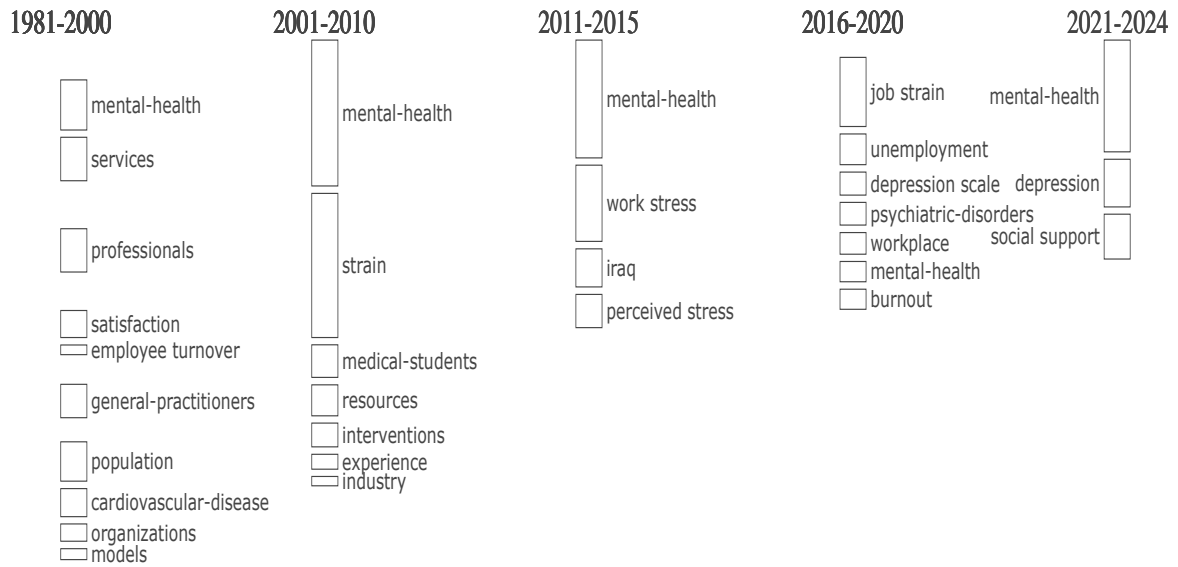 1981-2000
2001-2010
2011-2015
2016-2020
2021-2024
mental-health
services
professionals
satisfaction
employee turnover
general-practitioners
population
cardiovascular-disease
organizations
models
mental-health
strain
medical-students
resources
interventions
experience
industry
mental-health
work stress
iraq
perceived stress
job strain
unemployment
depression scale
psychiatric-disorders
workplace
mental-health
burnout
mental-health
depression
social support